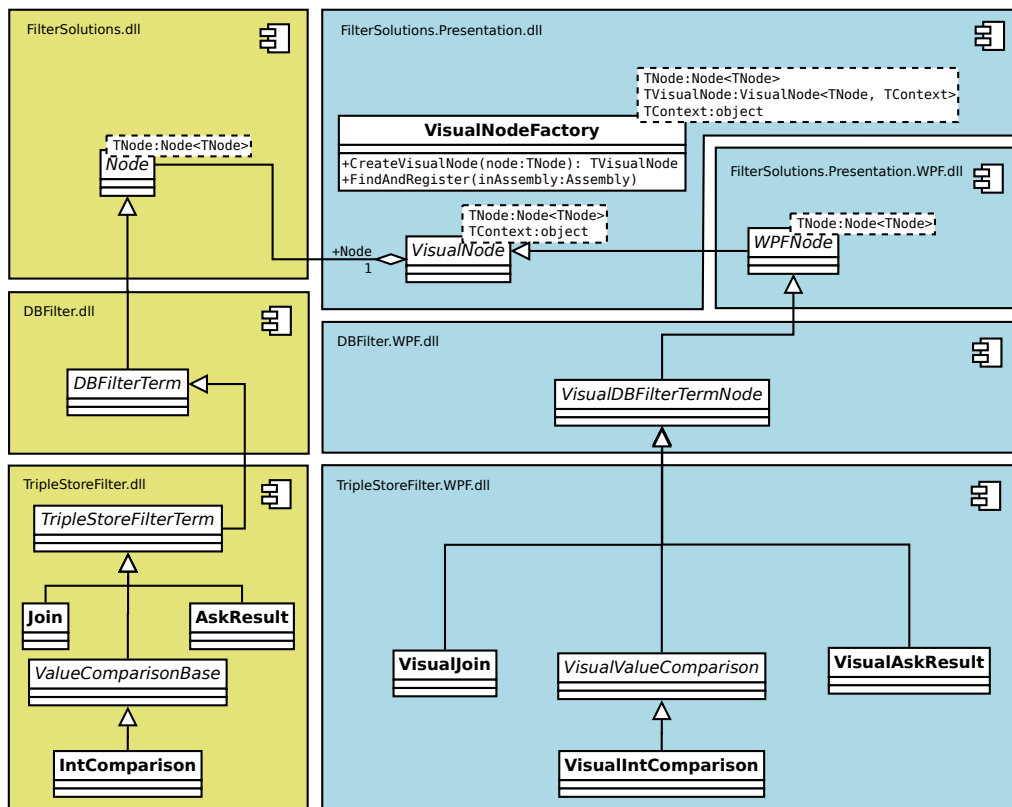 FilterSolutions.dll
TNode:Node<TNode>
Node
FilterSolutions.Presentation.dll
TNode:Node<TNode>
TVisualNode:VisualNode<TNode, TContext>
TContext:object
VisualNodeFactory
+CreateVisualNode(node:TNode): TVisualNode
+FindAndRegister(inAssembly:Assembly)
FilterSolutions.Presentation.WPF.dll
TNode:Node<TNode>
WPFNode
TNode:Node<TNode>
TContext:object
VisualNode
+Node
1
DBFilter.dll
DBFilterTerm
DBFilter.WPF.dll
VisualDBFilterTermNode
TripleStoreFilter.dll
TripleStoreFilterTerm
Join
AskResult
ValueComparisonBase
IntComparison
TripleStoreFilter.WPF.dll
VisualJoin
VisualValueComparison
VisualAskResult
VisualIntComparison